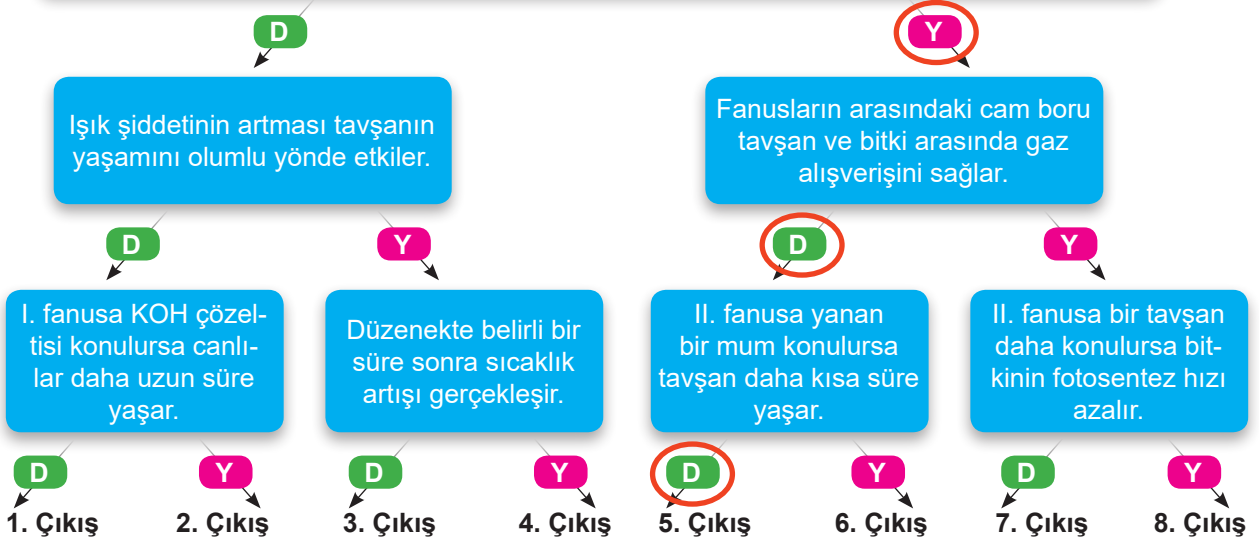 D
Y
Işık şiddetinin artması tavşanın
yaşamını olumlu yönde etkiler.
Fanusların arasındaki cam boru
tavşan ve bitki arasında gaz
alışverişini sağlar.
D
Y
D
Y
I. fanusa KOH çözel-
tisi konulursa canlı-
lar daha uzun süre
yaşar.
Düzenekte belirli bir
süre sonra sıcaklık
artışı gerçekleşir.
II. fanusa yanan
bir mum konulursa
tavşan daha kısa süre
yaşar.
II. fanusa bir tavşan
daha konulursa bit-
kinin fotosentez hızı
azalır.
D
Y
D
Y
D
Y
D
Y
1. Çıkış
2. Çıkış
3. Çıkış
4. Çıkış
5. Çıkış
6. Çıkış
7. Çıkış
8. Çıkış